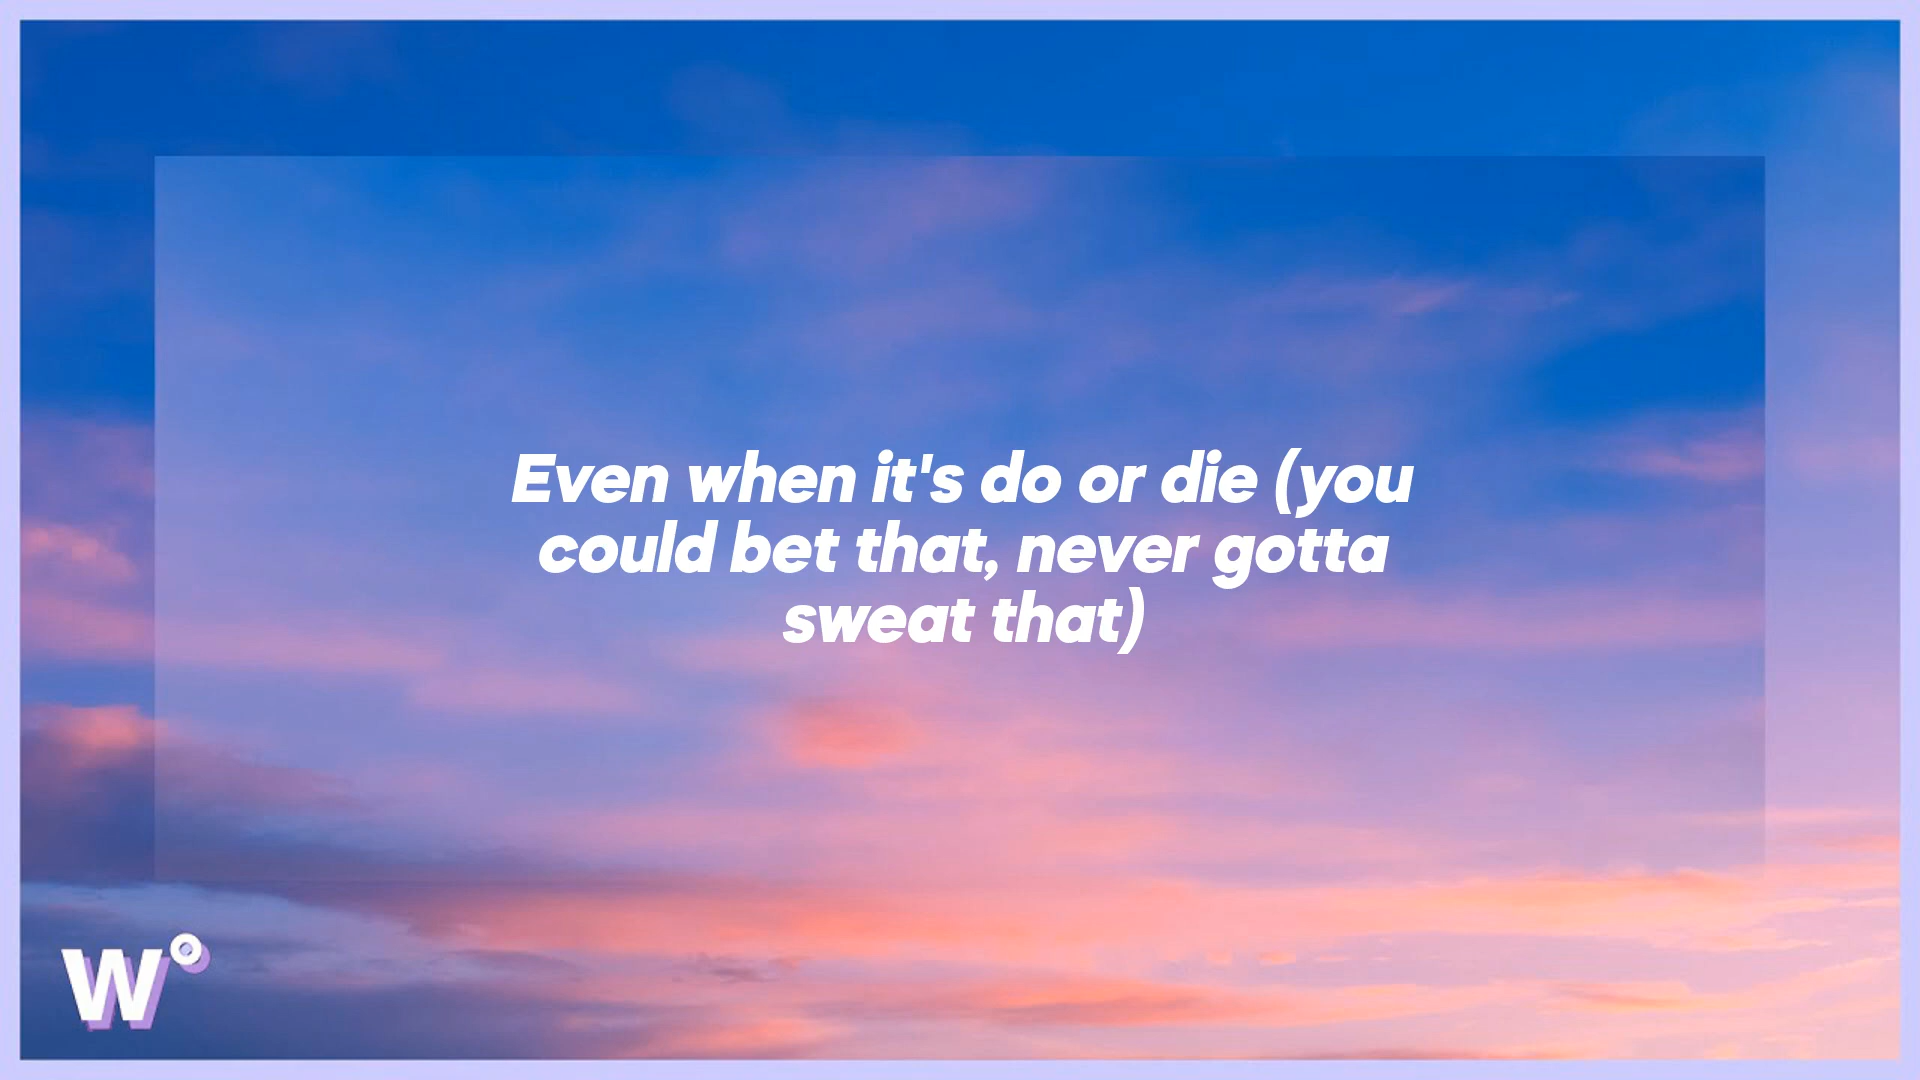 Even when it's do or die (you
could bet that, never gotta
sweat that)
W°